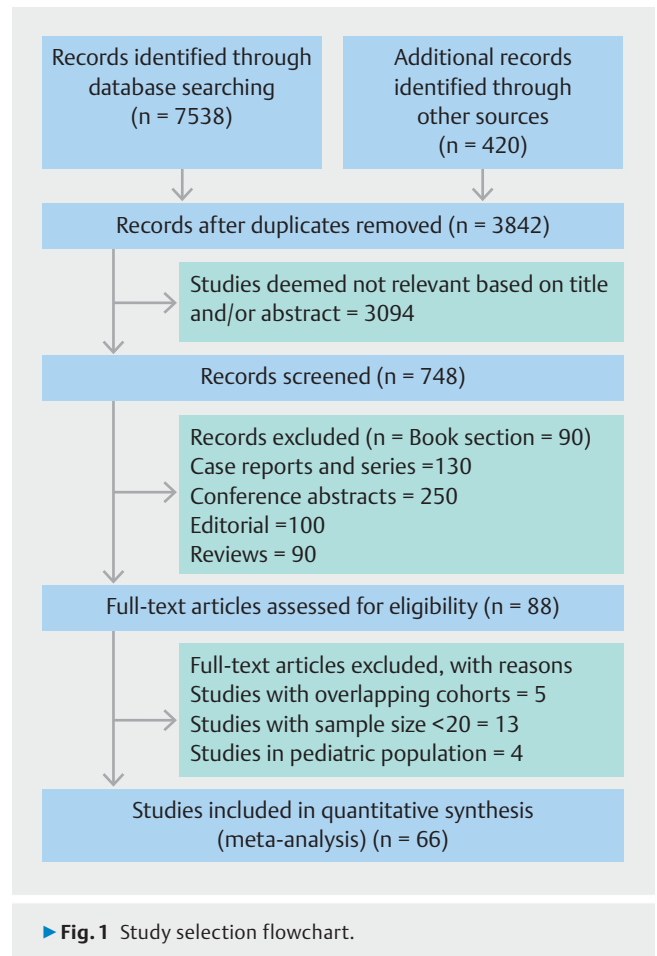 Records identified through
database searching
(n = 7538)
Additional records
identified through
other sources
(n = 420)
Records after duplicates removed (n = 3842)
Studies deemed not relevant based on title
and/or abstract = 3094
Records screened (n = 748)
Records excluded (n = Book section = 90)
Case reports and series =130
Conference abstracts = 250
Editorial =100
Reviews = 90
Full-text articles assessed for eligibility (n = 88)
Full-text articles excluded, with reasons
Studies with overlapping cohorts = 5
Studies with sample size <20 = 13
Studies in pediatric population = 4
Studies included in quantitative synthesis
(meta-analysis) (n = 66)
▶ Fig. 1 Study selection flowchart.